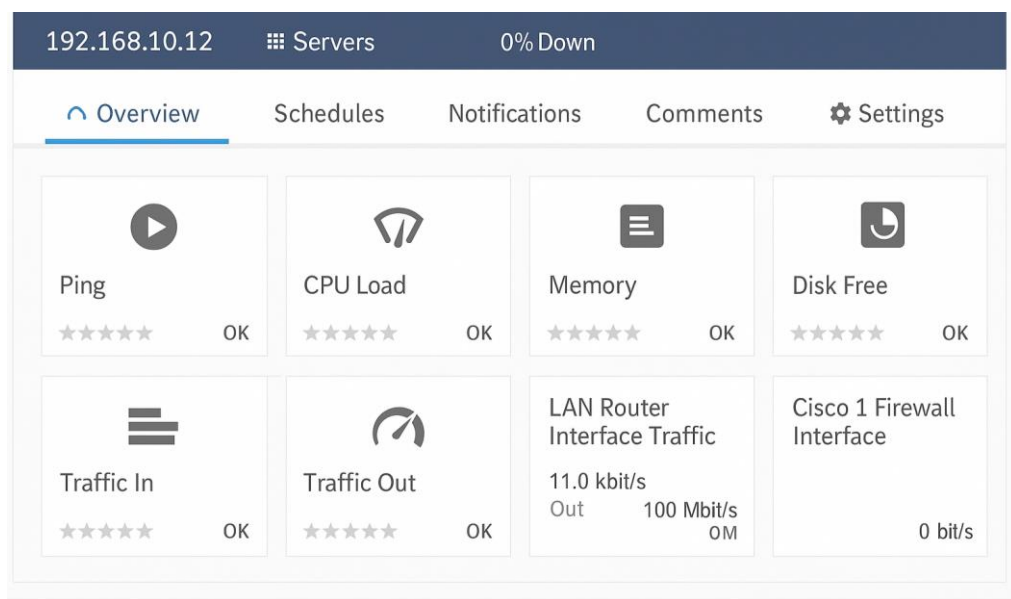 192.168.10.12 Servers 0% Down
Overview Schedules Notifications Comments Settings
Ping
OK
CPU Load
OK
Memory
OK
Disk Free
OK
Traffic In
OK
Traffic Out
OK
LAN Router
Interface Traffic
11.0 kbit/s
Out 100 Mbit/s
OM
Cisco 1 Firewall
Interface
0 bit/s